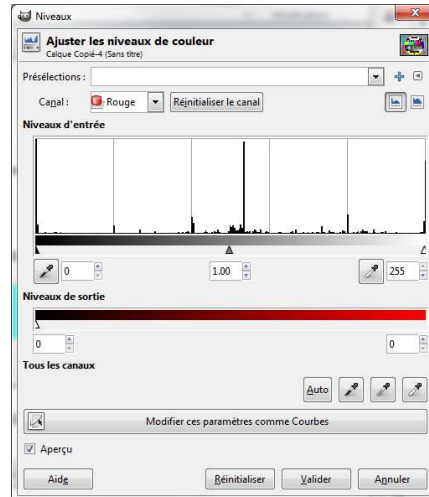 Niveaux
Ajuster les niveaux de couleur
Calque Copié-4 (Sans titre)
Présélections :
Canal : Rouge Réinitialiser le canal
Niveaux d'entrée
0 1.00 255
Niveaux de sortie
0 0
Tous les canaux
Auto
Modifier ces paramètres comme Courbes
Aperçu
Aide Réinitialiser Valider Annuler